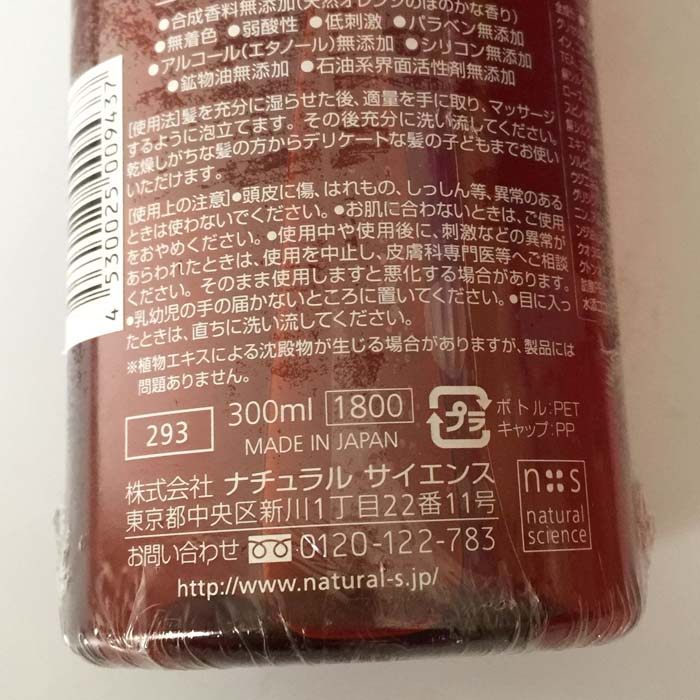 ●合成香料無添加(天然オレンジのほのかな香り)
●無着色 ●弱酸性 ●低刺激 ●パラベン無添加
●アルコール(エタノール)無添加 ●シリコン無添加
●鉱物油無添加 ●石油系界面活性剤無添加
[使用法]髪を充分に湿らせた後、適量を手に取り、マッサージ
するように泡立てます。その後充分に洗い流してください。
乾燥しがちな髪の方からデリケートな髪の子どもまでお使い
いただけます。
[使用上の注意]●頭皮に傷、はれもの、しっしん等、異常のある
ときは使わないでください。●お肌に合わないときは、ご使用
をおやめください。●使用中や使用後に、刺激などの異常が
あらわれたときは、使用を中止し、皮膚科専門医等へご相談
ください。そのまま使用しますと悪化する場合があります。
●乳幼児の手の届かないところに置いてください。●目に入っ
たときは、直ちに洗い流してください。
※植物エキスによる沈殿物が生じる場合がありますが、製品には
問題ありません。
4 530025 009437
293
300ml 1800
MADE IN JAPAN
プラ
ボトル:PET
キャップ:PP
株式会社 ナチュラル サイエンス
東京都中央区新川1丁目22番11号
お問い合わせ 0120-122-783
http://www.natural-s.jp/
n::s
natural
science